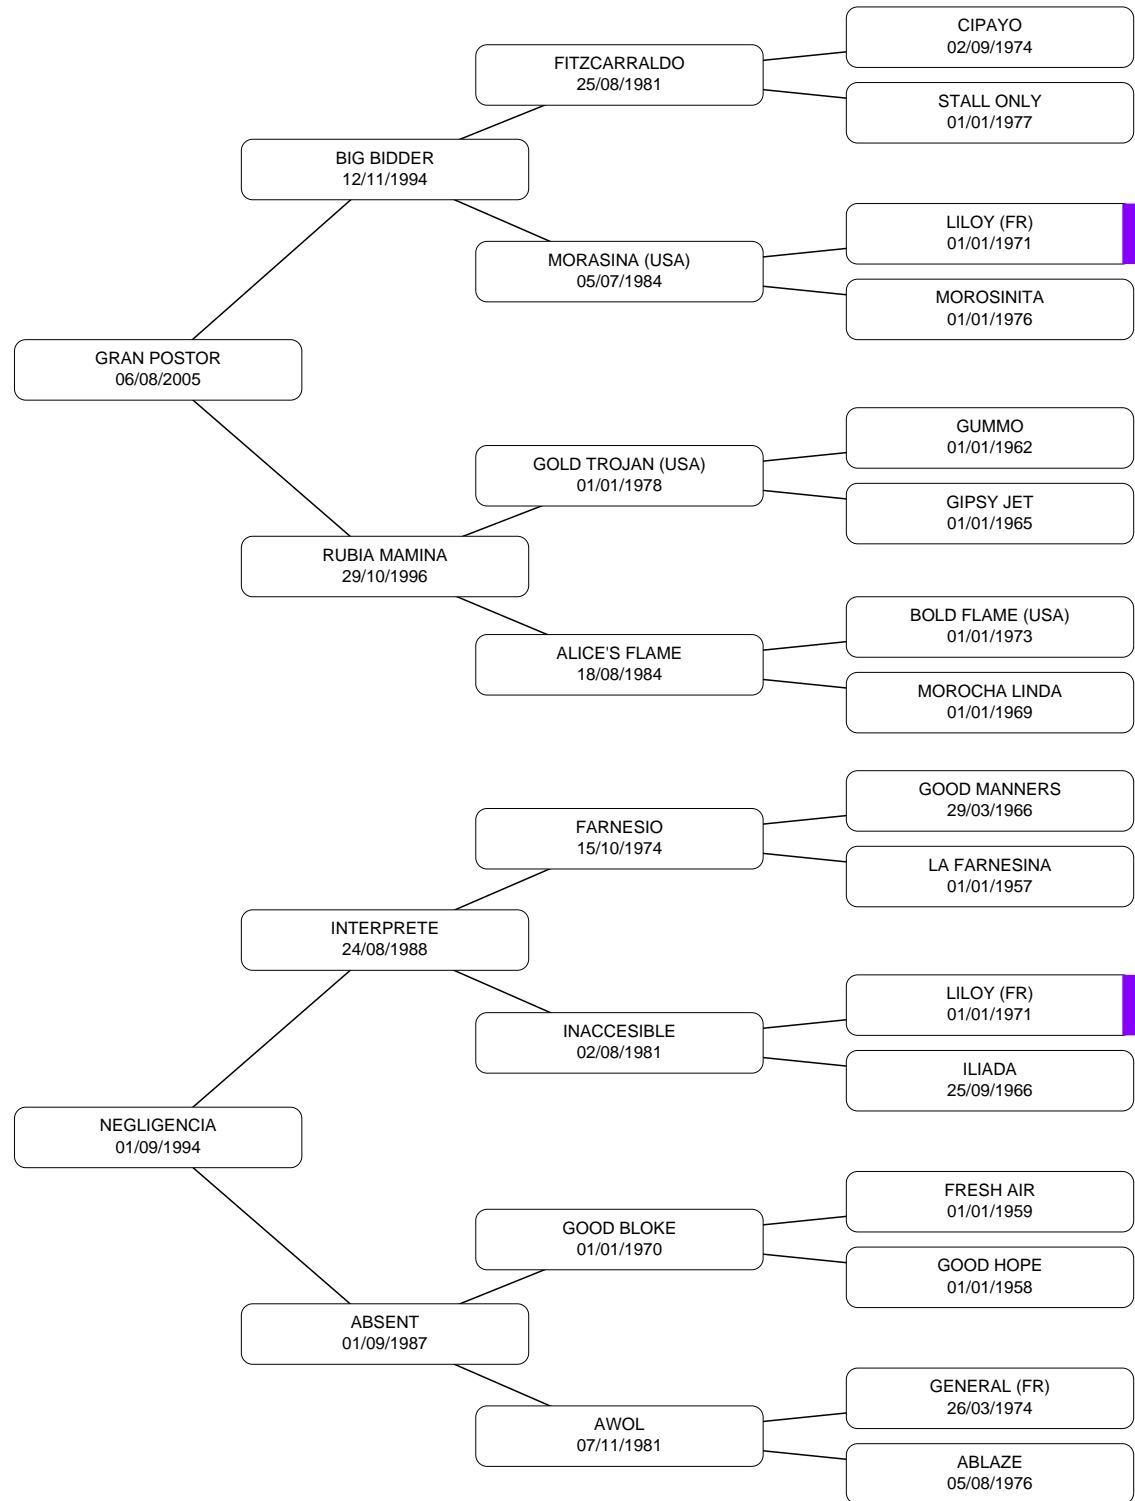 CIPAYO
02/09/1974
FITZCARRALDO
25/08/1981
STALL ONLY
01/01/1977
BIG BIDDER
12/11/1994
LILOY (FR)
01/01/1971
MORASINA (USA)
05/07/1984
MOROSINITA
01/01/1976
GRAN POSTOR
06/08/2005
GUMMO
01/01/1962
GOLD TROJAN (USA)
01/01/1978
GIPSY JET
01/01/1965
RUBIA MAMINA
29/10/1996
BOLD FLAME (USA)
01/01/1973
ALICE'S FLAME
18/08/1984
MOROCHA LINDA
01/01/1969
GOOD MANNERS
29/03/1966
FARNESIO
15/10/1974
LA FARNESINA
01/01/1957
INTERPRETE
24/08/1988
LILOY (FR)
01/01/1971
INACCESIBLE
02/08/1981
ILIADA
25/09/1966
NEGLIGENCIA
01/09/1994
FRESH AIR
01/01/1959
GOOD BLOKE
01/01/1970
GOOD HOPE
01/01/1958
ABSENT
01/09/1987
GENERAL (FR)
26/03/1974
AWOL
07/11/1981
ABLAZE
05/08/1976